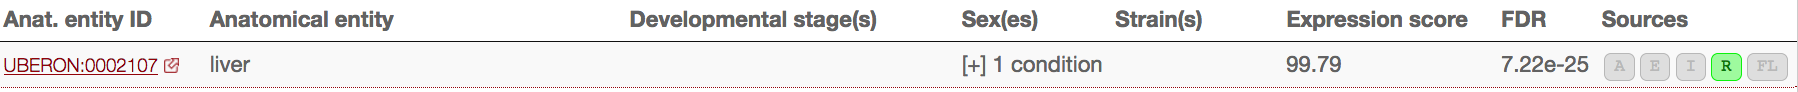 Anat. entity ID Anatomical entity Developmental stage(s) Sex(es) Strain(s) Expression score FDR Sources
UBERON:0002107 liver [+] 1 condition 99.79 7.22e-25 A E I R FL